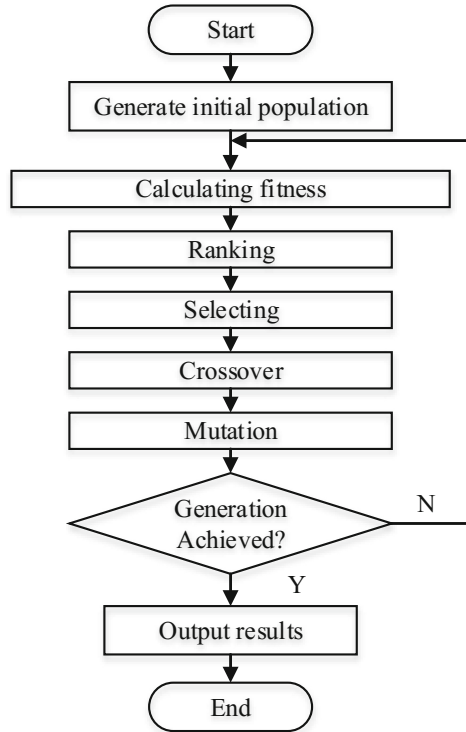 Start
Generate initial population
Calculating fitness
Ranking
Selecting
Crossover
Mutation
Generation
Achieved?
N
Y
Output results
End